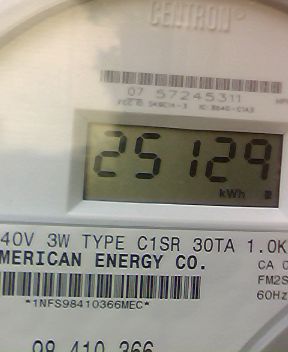 CENTRON®
07 57245311
25129
kWh
40V 3W TYPE C1SR 30TA 1.0K
MERICAN ENERGY CO.
CA 0
FM2S
*1NFS98410366MEC*
60Hz
98 410 366